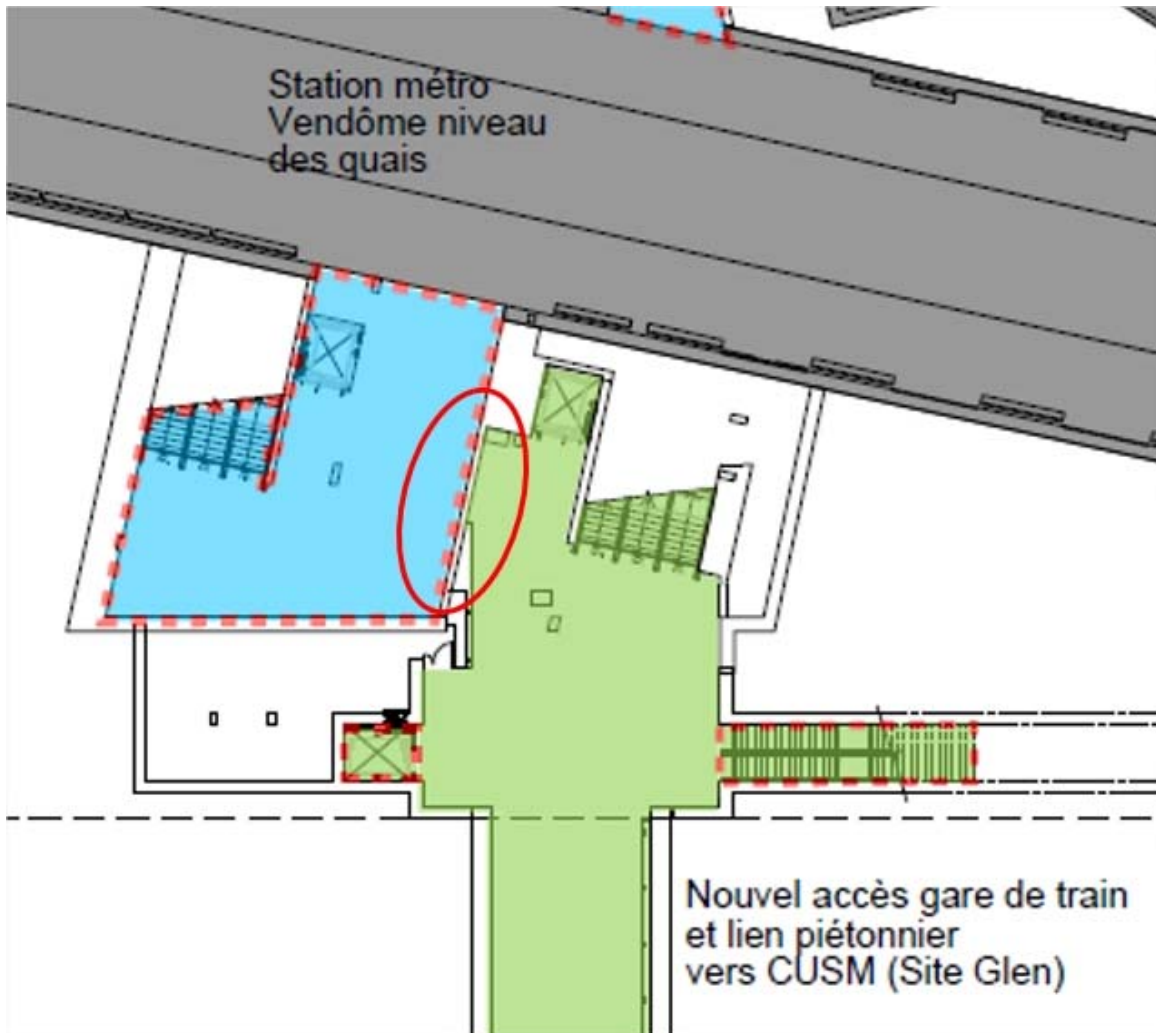 Station métro
Vendôme niveau
des quais
Nouvel accès gare de train
et lien piétonnier
vers CUSM (Site Glen)